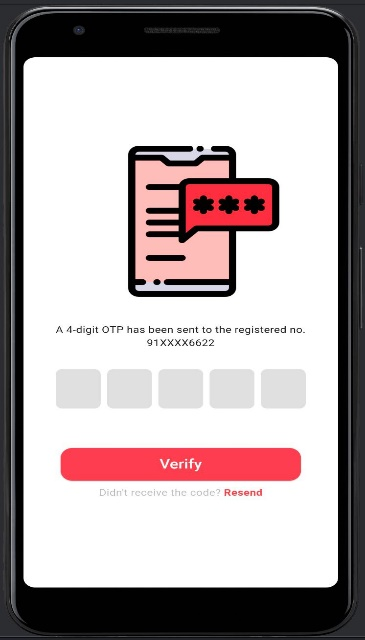 ***
A 4-digit OTP has been sent to the registered no.
91XXXX6622
Verify
Didn't receive the code? Resend